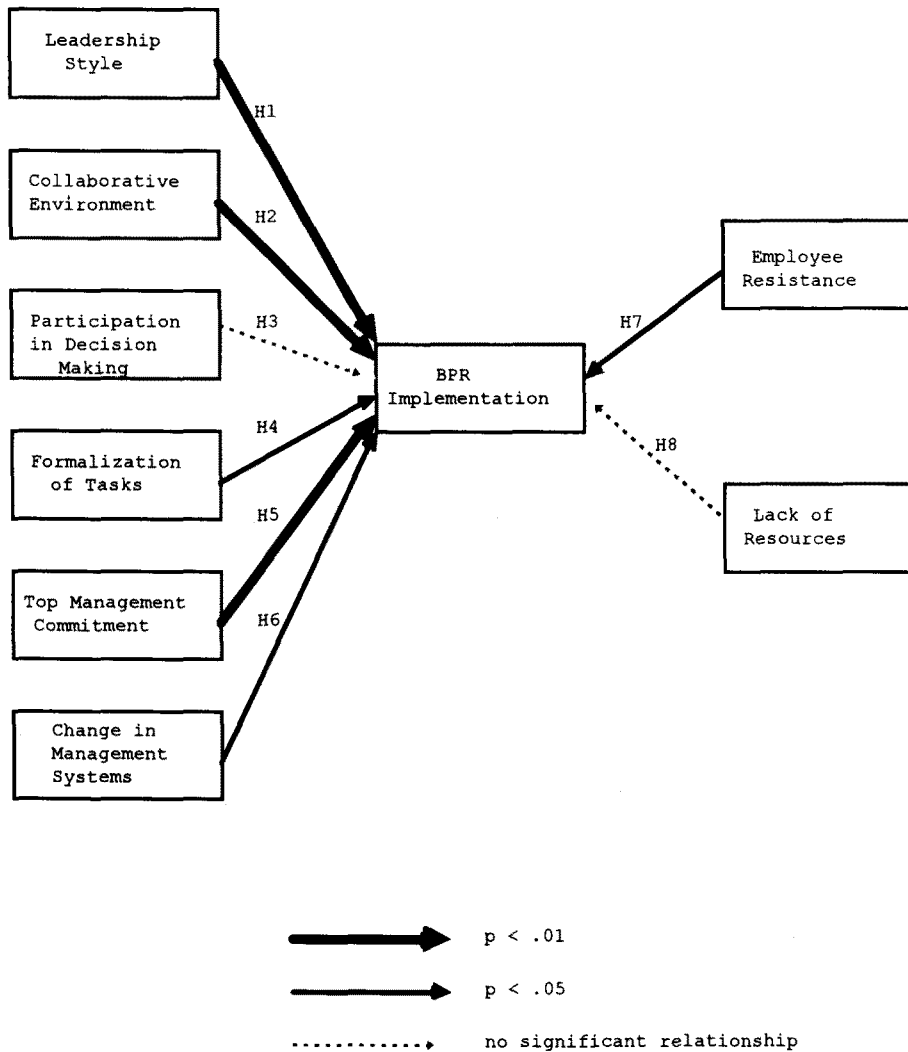 Leadership
Style
H1
Collaborative
Environment
H2
Participation
in Decision
Making
H3
Formalization
of Tasks
H4
Top Management
Commitment
H5
Change in
Management
Systems
H6
BPR
Implementation
Employee
Resistance
H7
Lack of
Resources
H8
p < .01
p < .05
no significant relationship